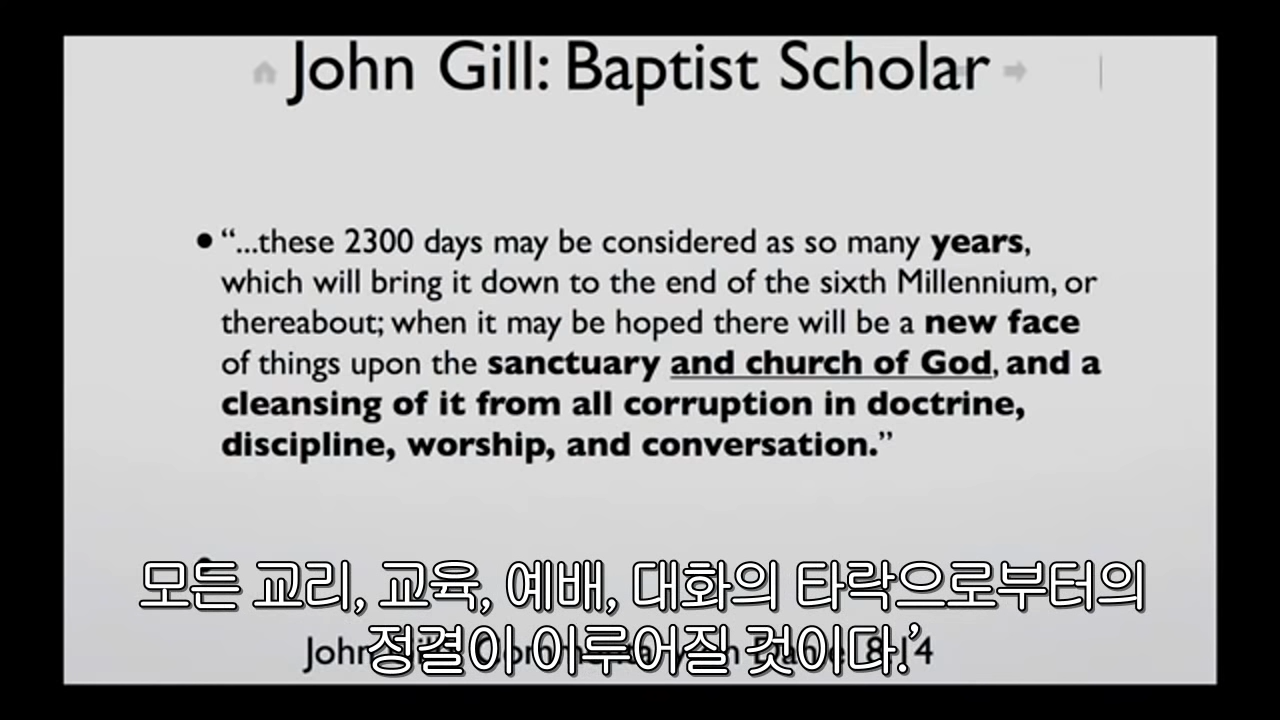 John Gill: Baptist Scholar
• “...these 2300 days may be considered as so many years,
which will bring it down to the end of the sixth Millennium, or
thereabout; when it may be hoped there will be a new face
of things upon the sanctuary and church of God, and a
cleansing of it from all corruption in doctrine,
discipline, worship, and conversation.”
모든 교리, 교육, 예배, 대화의 타락으로부터의
정결이 이루어질 것이다.’
John